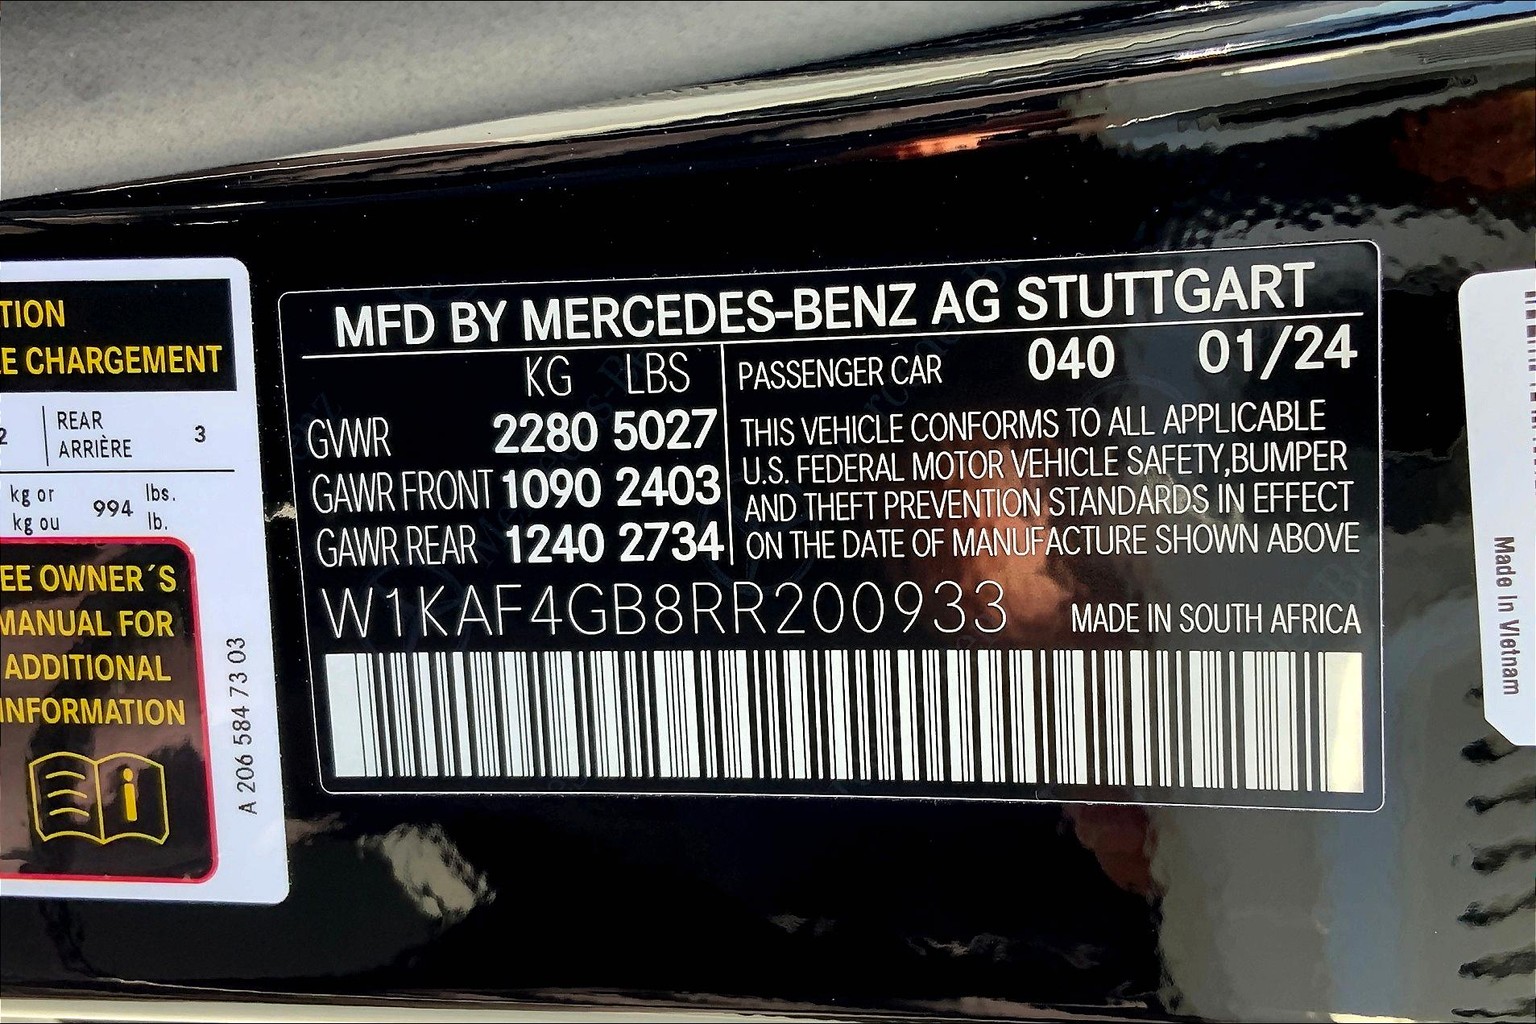 TION
E CHARGEMENT
2
REAR
ARRIÈRE
3
kg or
kg ou
994
lbs.
lb.
EE OWNER´S
MANUAL FOR
ADDITIONAL
INFORMATION
i
A 206 584 73 03
MFD BY MERCEDES-BENZ AG STUTTGART
KG LBS
GVWR 2280 5027
GAWR FRONT 1090 2403
GAWR REAR 1240 2734
PASSENGER CAR 040 01/24
THIS VEHICLE CONFORMS TO ALL APPLICABLE
U.S. FEDERAL MOTOR VEHICLE SAFETY,BUMPER
AND THEFT PREVENTION STANDARDS IN EFFECT
ON THE DATE OF MANUFACTURE SHOWN ABOVE
W1KAF4GB8RR200933
MADE IN SOUTH AFRICA
Made In Vietnam